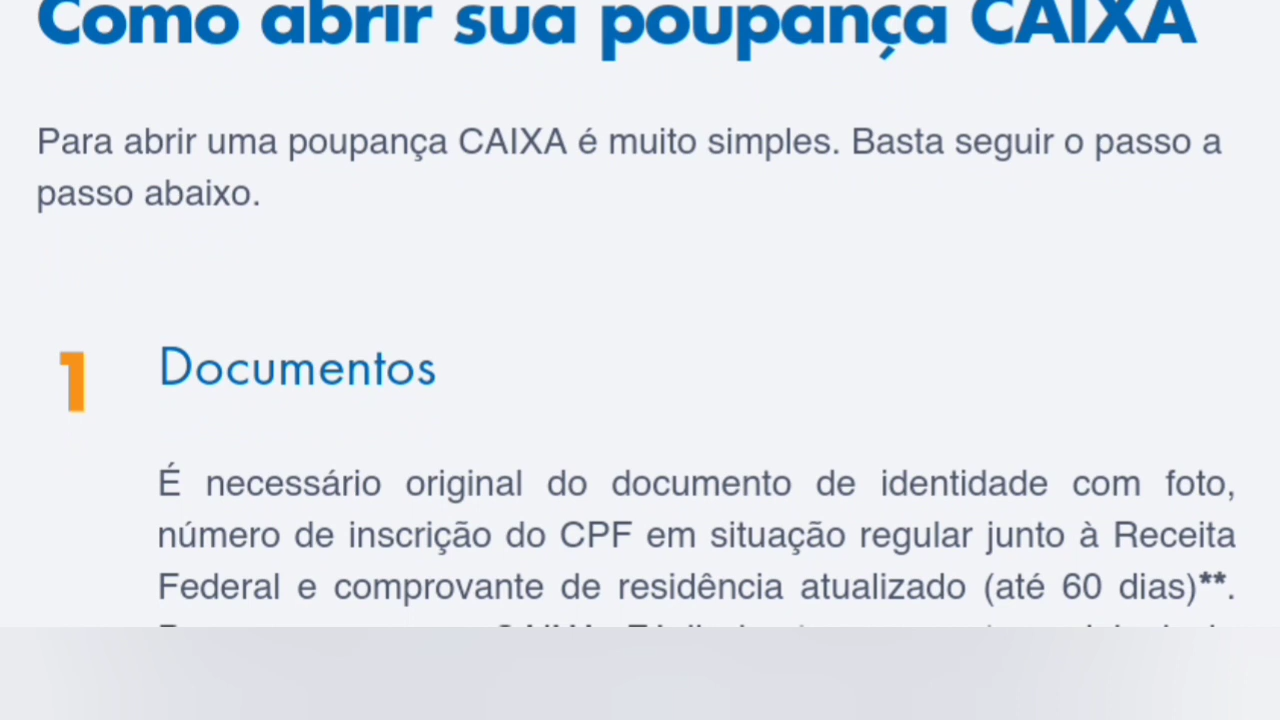 Como abrir sua poupança CAIXA
Para abrir uma poupança CAIXA é muito simples. Basta seguir o passo a
passo abaixo.
1 Documentos
É necessário original do documento de identidade com foto,
número de inscrição do CPF em situação regular junto à Receita
Federal e comprovante de residência atualizado (até 60 dias)**.